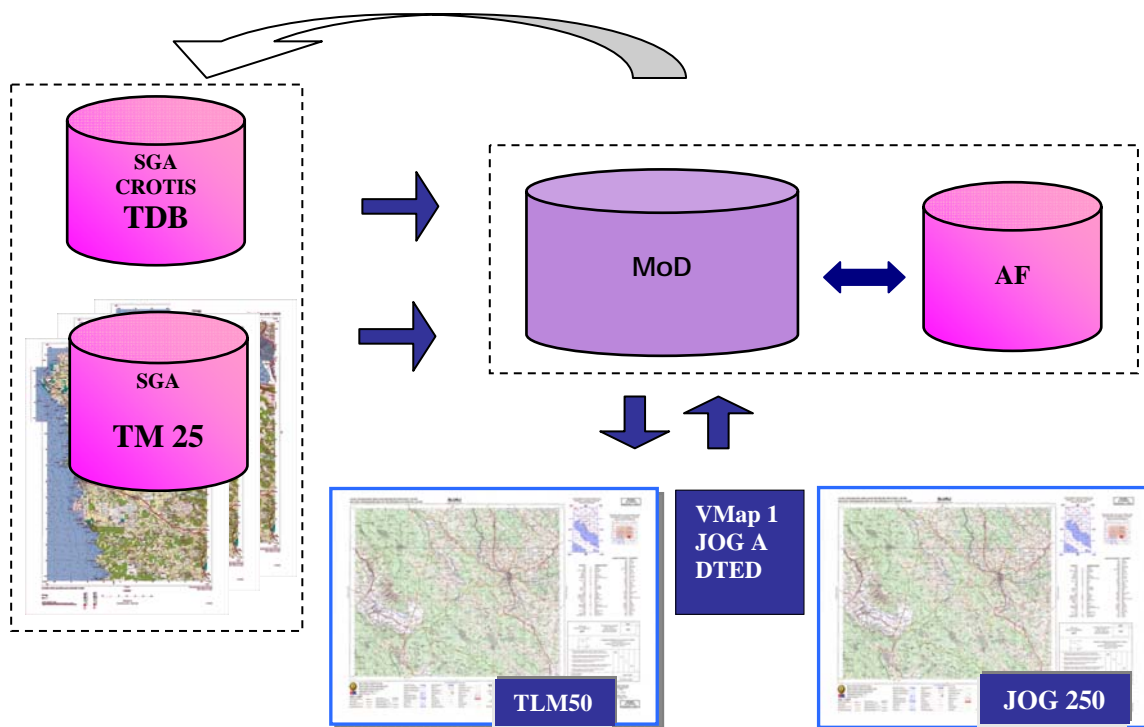 SGA
CROTIS
TDB
SGA
TM 25
MoD
AF
VMap 1
JOG A
DTED
TLM50
JOG 250